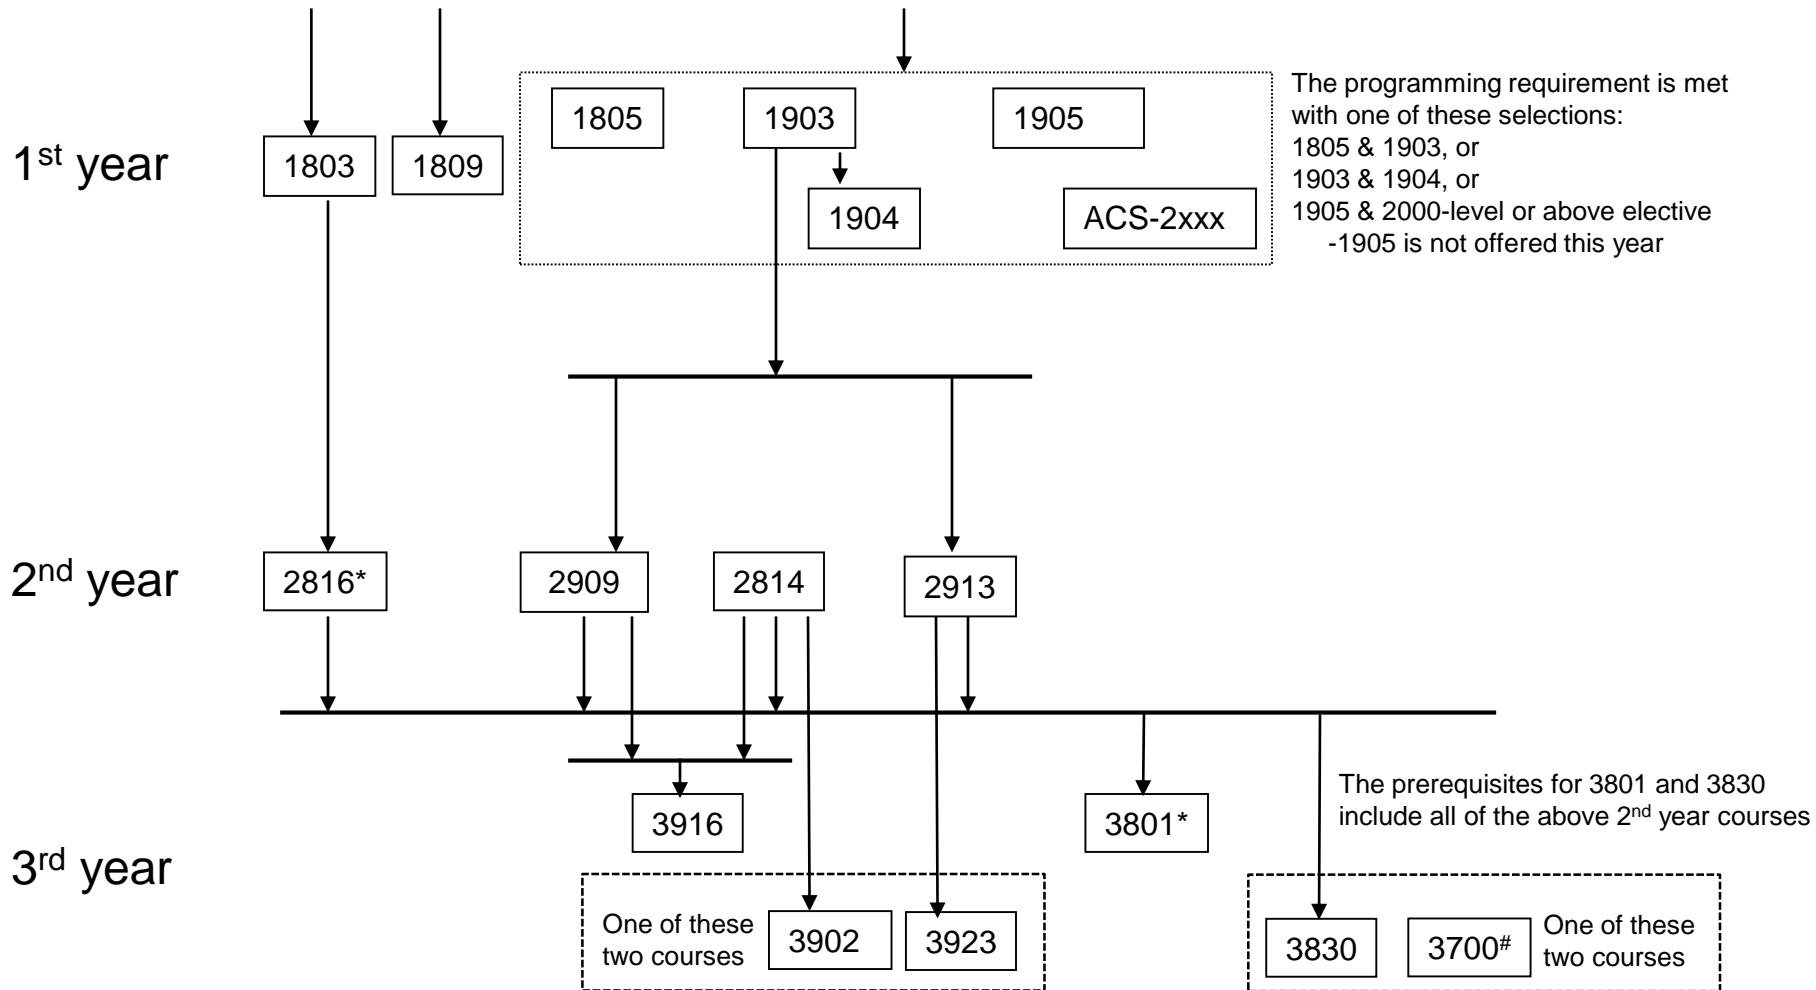 1805
1903
1905
The programming requirement is met
with one of these selections:
1805 & 1903, or
1903 & 1904, or
1905 & 2000-level or above elective
-1905 is not offered this year
1st year
1803
1809
1904
ACS-2xxx
2nd year
2816*
2909
2814
2913
The prerequisites for 3801 and 3830
include all of the above 2nd year courses
3916
3801*
3rd year
One of these
two courses
3902
3923
3830
3700#
One of these
two courses